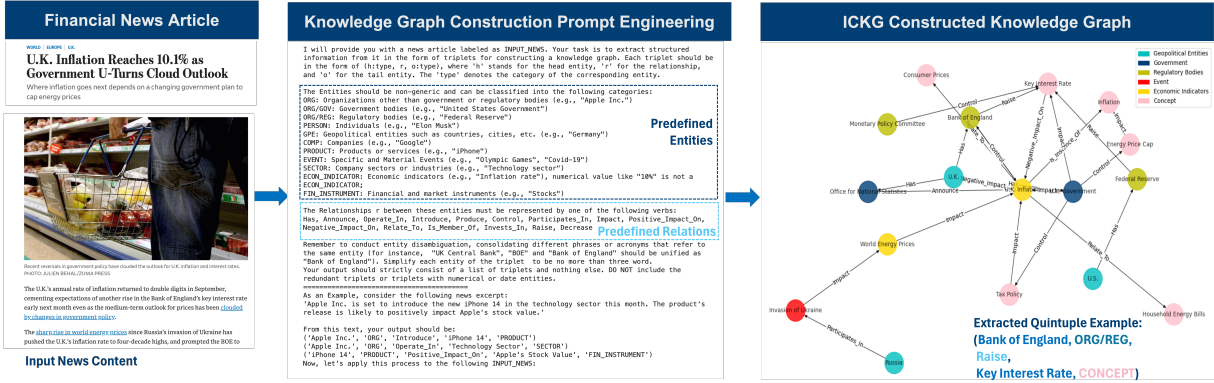 Financial News Article
WORLD | EUROPE | U.K.
U.K. Inflation Reaches 10.1% as
Government U-Turns Cloud Outlook
Where inflation goes next depends on a changing government plan to
cap energy prices
Recent reversals in government policy have clouded the outlook for U.K. inflation and interest rates.
PHOTO: JULIEN BEHAL/ZUMA PRESS
The U.K.'s annual rate of inflation returned to double digits in September,
cementing expectations of another rise in the Bank of England's key interest rate
early next month even as the medium-term outlook for prices has been clouded
by changes in government policy.
The sharp rise in world energy prices since Russia's invasion of Ukraine has
pushed the U.K.'s inflation rate to four-decade highs, and prompted the BOE to
Input News Content
Knowledge Graph Construction Prompt Engineering
I will provide you with a news article labeled as INPUT_NEWS. Your task is to extract structured
information from it in the form of triplets for constructing a knowledge graph. Each triplet should be
in the form of (h:type, r, o:type), where 'h' stands for the head entity, 'r' for the relationship,
and 'o' for the tail entity. The 'type' denotes the category of the corresponding entity.
The Entities should be non-generic and can be classified into the following categories:
ORG: Organizations other than government or regulatory bodies (e.g., "Apple Inc.")
ORG/GOV: Government bodies (e.g., "United States Government")
ORG/REG: Regulatory bodies (e.g., "Federal Reserve")
PERSON: Individuals (e.g., "Elon Musk")
GPE: Geopolitical entities such as countries, cities, etc. (e.g., "Germany")
COMP: Companies (e.g., "Google")
PRODUCT: Products or services (e.g., "iPhone")
EVENT: Specific and Material Events (e.g., "Olympic Games", "Covid-19")
SECTOR: Company sectors or industries (e.g., "Technology sector")
ECON_INDICATOR: Economic indicators (e.g., "Inflation rate"), numerical value like "10%" is not a
ECON_INDICATOR;
FIN_INSTRUMENT: Financial and market instruments (e.g., "Stocks")
Predefined
Entities
The Relationships r between these entities must be represented by one of the following verbs:
Has, Announce, Operate_In, Introduce, Produce, Control, Participates_In, Impact, Positive_Impact_On,
Negative_Impact_On, Relate_To, Is_Member_Of, Invests_In, Raise, Decrease
Predefined Relations
Remember to conduct entity disambiguation, consolidating different phrases or acronyms that refer to
the same entity (for instance, "UK Central Bank", "BOE" and "Bank of England" should be unified as
"Bank of England"). Simplify each entity of the triplet to be no more than three word.
Your output should strictly consist of a list of triplets and nothing else. DO NOT include the
redundant triplets or triplets with numerical or date entities.
======================================
As an Example, consider the following news excerpt:
'Apple Inc. is set to introduce the new iPhone 14 in the technology sector this month. The product's
release is likely to positively impact Apple's stock value.'
From this text, your output should be:
('Apple Inc.', 'ORG', 'Introduce', 'iPhone 14', 'PRODUCT')
('Apple Inc.', 'ORG', 'Operate_In', 'Technology Sector', 'SECTOR')
('iPhone 14', 'PRODUCT', 'Positive_Impact_On', 'Apple's Stock Value', 'FIN_INSTRUMENT')
Now, let's apply this process to the following INPUT_NEWS:
ICKG Constructed Knowledge Graph
Geopolitical Entities
Government
Regulatory Bodies
Event
Economic Indicators
Concept
Consumer Prices
Key Interest Rate
Inflation
Control
Raise
Monetary Policy Committee
Bank of England
Energy Price Cap
Federal Reserve
Has
Relate_To
Control
Negative_Impact_On
Impact
Is_Member_Of
Raise
Impact
Control
U.K.
Negative_Impact
Office for National Statistics
Has
Announce
Impact
World Energy Prices
Impact
Impact
Control
Has
Relate_To
Tax Policy
U.S.
Invasion of Ukraine
Household Energy Bills
Participates_In
Russia
Extracted Quintuple Example:
(Bank of England, ORG/REG,
Raise,
Key Interest Rate, CONCEPT)